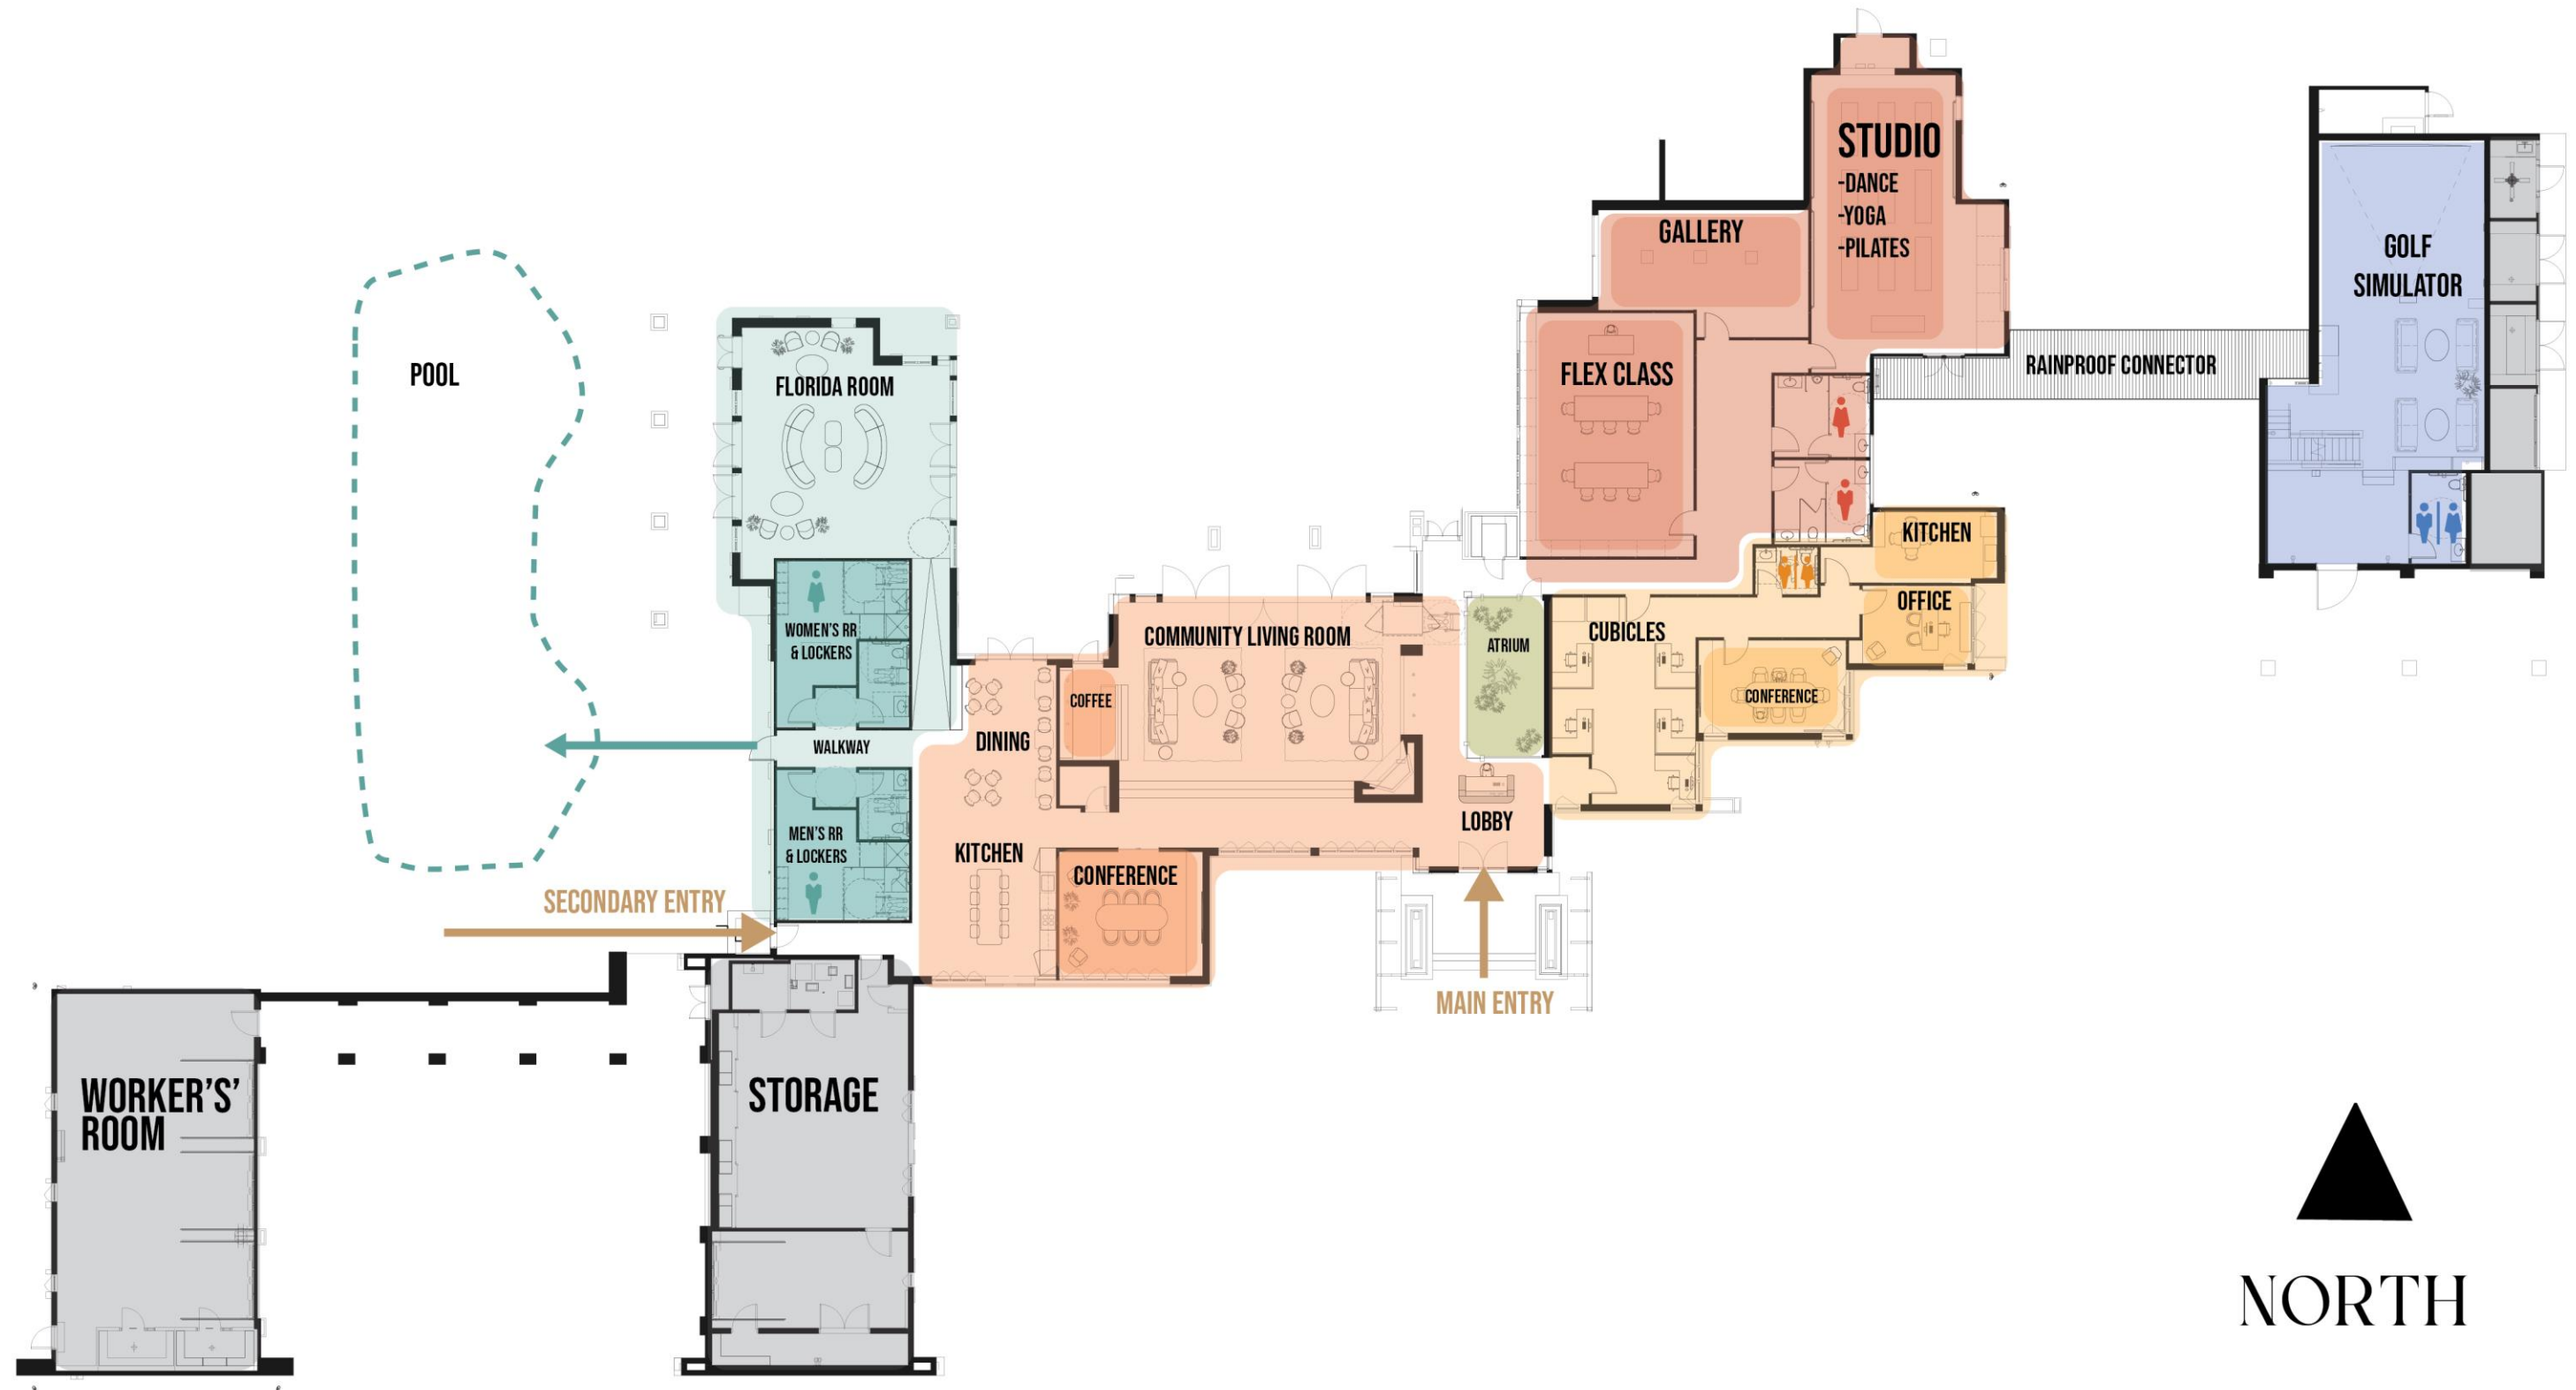 STUDIO
-DANCE
-YOGA
-PILATES
GALLERY
GOLF
SIMULATOR
RAINPROOF CONNECTOR
POOL
FLORIDA ROOM
FLEX CLASS
KITCHEN
OFFICE
WOMEN'S RR
& LOCKERS
COMMUNITY LIVING ROOM
ATRIUM
CUBICLES
COFFEE
CONFERENCE
DINING
WALKWAY
LOBBY
MEN'S RR
& LOCKERS
KITCHEN
CONFERENCE
SECONDARY ENTRY
MAIN ENTRY
WORKER'S'
ROOM
STORAGE
NORTH